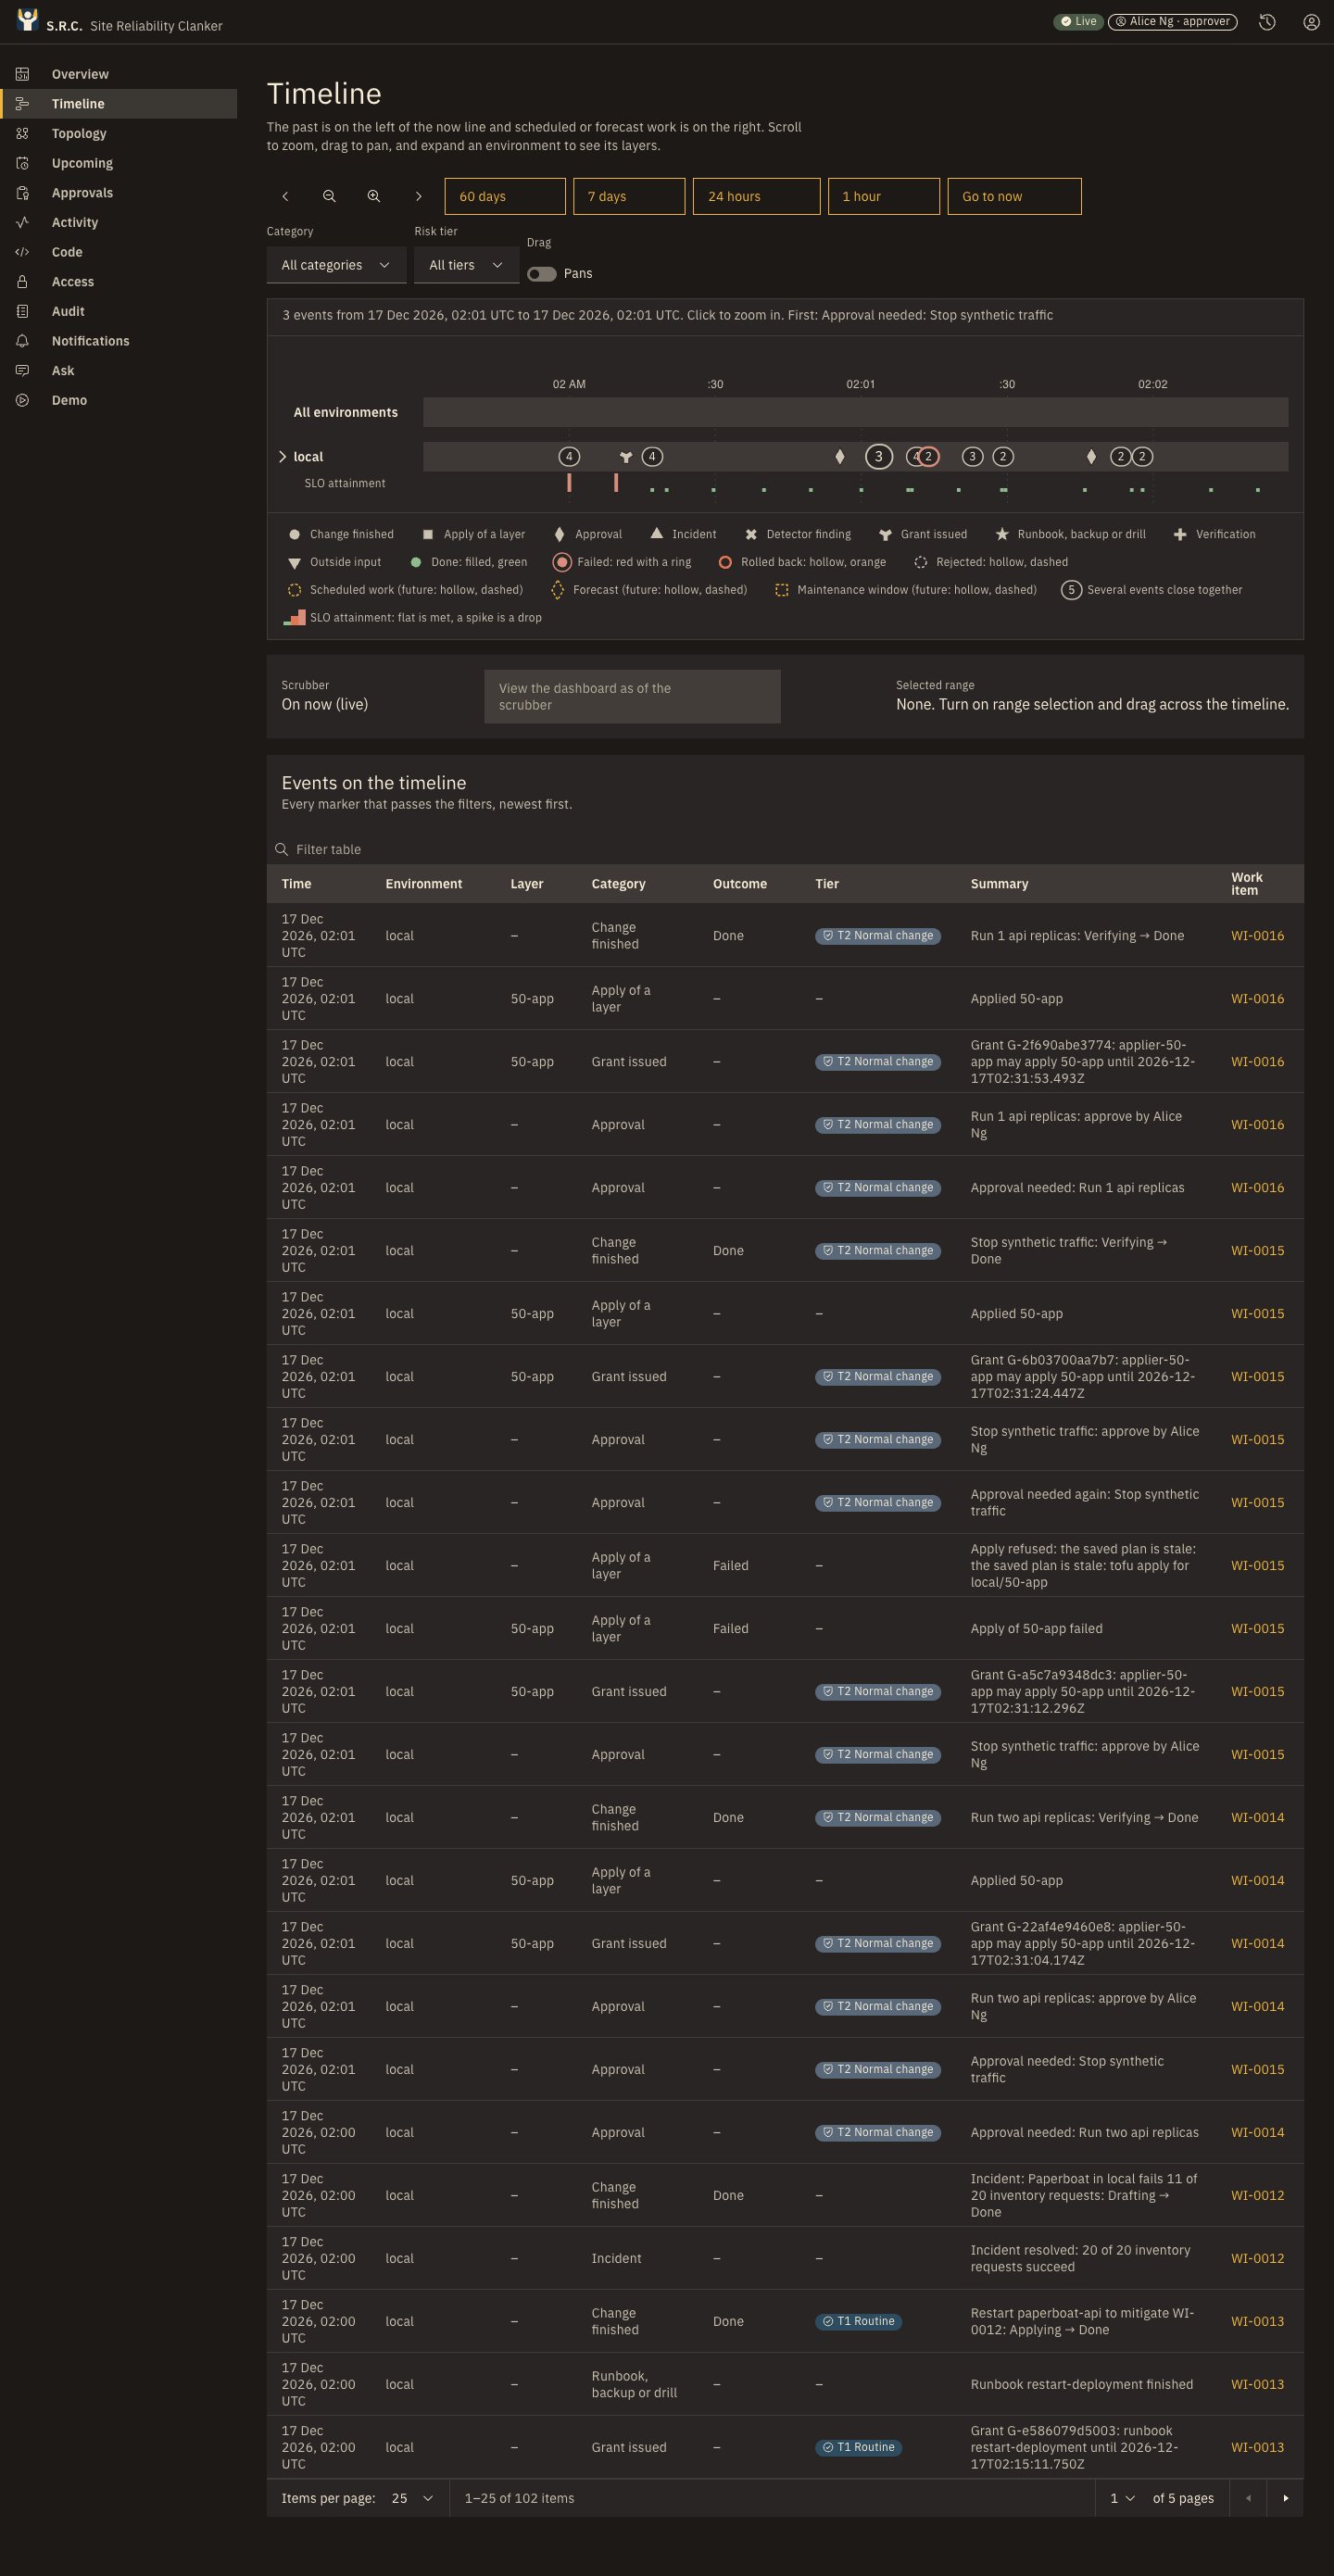 S.R.C. Site Reliability Clanker
Live
Alice Ng · approver
Overview
Timeline
Topology
Upcoming
Approvals
Activity
Code
Access
Audit
Notifications
Ask
Demo
Timeline
The past is on the left of the now line and scheduled or forecast work is on the right. Scroll
to zoom, drag to pan, and expand an environment to see its layers.
60 days
7 days
24 hours
1 hour
Go to now
Category
Risk tier
Drag
All categories
All tiers
Pans
3 events from 17 Dec 2026, 02:01 UTC to 17 Dec 2026, 02:01 UTC. Click to zoom in. First: Approval needed: Stop synthetic traffic
02 AM :30 02:01 :30 02:02
All environments
local
4 4 3 4 2 3 2 2 2
SLO attainment
Change finished
Apply of a layer
Approval
Incident
Detector finding
Grant issued
Runbook, backup or drill
Verification
Outside input
Done: filled, green
Failed: red with a ring
Rolled back: hollow, orange
Rejected: hollow, dashed
Scheduled work (future: hollow, dashed)
Forecast (future: hollow, dashed)
Maintenance window (future: hollow, dashed)
5 Several events close together
SLO attainment: flat is met, a spike is a drop
Scrubber
On now (live)
View the dashboard as of the
scrubber
Selected range
None. Turn on range selection and drag across the timeline.
Events on the timeline
Every marker that passes the filters, newest first.
Filter table
Time Environment Layer Category Outcome Tier Summary Work
item
17 Dec
2026, 02:01
UTC
local – Change
finished
Done T2 Normal change Run 1 api replicas: Verifying → Done WI-0016
17 Dec
2026, 02:01
UTC
local 50-app Apply of a
layer
– – Applied 50-app WI-0016
17 Dec
2026, 02:01
UTC
local 50-app Grant issued – T2 Normal change Grant G-2f690abe3774: applier-50-
app may apply 50-app until 2026-12-
17T02:31:53.493Z
WI-0016
17 Dec
2026, 02:01
UTC
local – Approval – T2 Normal change Run 1 api replicas: approve by Alice
Ng
WI-0016
17 Dec
2026, 02:01
UTC
local – Approval – T2 Normal change Approval needed: Run 1 api replicas WI-0016
17 Dec
2026, 02:01
UTC
local – Change
finished
Done T2 Normal change Stop synthetic traffic: Verifying →
Done
WI-0015
17 Dec
2026, 02:01
UTC
local 50-app Apply of a
layer
– – Applied 50-app WI-0015
17 Dec
2026, 02:01
UTC
local 50-app Grant issued – T2 Normal change Grant G-6b03700aa7b7: applier-50-
app may apply 50-app until 2026-12-
17T02:31:24.447Z
WI-0015
17 Dec
2026, 02:01
UTC
local – Approval – T2 Normal change Stop synthetic traffic: approve by Alice
Ng
WI-0015
17 Dec
2026, 02:01
UTC
local – Approval – T2 Normal change Approval needed again: Stop synthetic
traffic
WI-0015
17 Dec
2026, 02:01
UTC
local – Apply of a
layer
Failed – Apply refused: the saved plan is stale:
the saved plan is stale: tofu apply for
local/50-app
WI-0015
17 Dec
2026, 02:01
UTC
local 50-app Apply of a
layer
Failed – Apply of 50-app failed WI-0015
17 Dec
2026, 02:01
UTC
local 50-app Grant issued – T2 Normal change Grant G-a5c7a9348dc3: applier-50-
app may apply 50-app until 2026-12-
17T02:31:12.296Z
WI-0015
17 Dec
2026, 02:01
UTC
local – Approval – T2 Normal change Stop synthetic traffic: approve by Alice
Ng
WI-0015
17 Dec
2026, 02:01
UTC
local – Change
finished
Done T2 Normal change Run two api replicas: Verifying → Done WI-0014
17 Dec
2026, 02:01
UTC
local 50-app Apply of a
layer
– – Applied 50-app WI-0014
17 Dec
2026, 02:01
UTC
local 50-app Grant issued – T2 Normal change Grant G-22af4e9460e8: applier-50-
app may apply 50-app until 2026-12-
17T02:31:04.174Z
WI-0014
17 Dec
2026, 02:01
UTC
local – Approval – T2 Normal change Run two api replicas: approve by Alice
Ng
WI-0014
17 Dec
2026, 02:01
UTC
local – Approval – T2 Normal change Approval needed: Stop synthetic
traffic
WI-0015
17 Dec
2026, 02:00
UTC
local – Approval – T2 Normal change Approval needed: Run two api replicas WI-0014
17 Dec
2026, 02:00
UTC
local – Change
finished
Done – Incident: Paperboat in local fails 11 of
20 inventory requests: Drafting →
Done
WI-0012
17 Dec
2026, 02:00
UTC
local – Incident – – Incident resolved: 20 of 20 inventory
requests succeed
WI-0012
17 Dec
2026, 02:00
UTC
local – Change
finished
Done T1 Routine Restart paperboat-api to mitigate WI-
0012: Applying → Done
WI-0013
17 Dec
2026, 02:00
UTC
local – Runbook,
backup or drill
– – Runbook restart-deployment finished WI-0013
17 Dec
2026, 02:00
UTC
local – Grant issued – T1 Routine Grant G-e586079d5003: runbook
restart-deployment until 2026-12-
17T02:15:11.750Z
WI-0013
Items per page: 25 1–25 of 102 items 1 of 5 pages